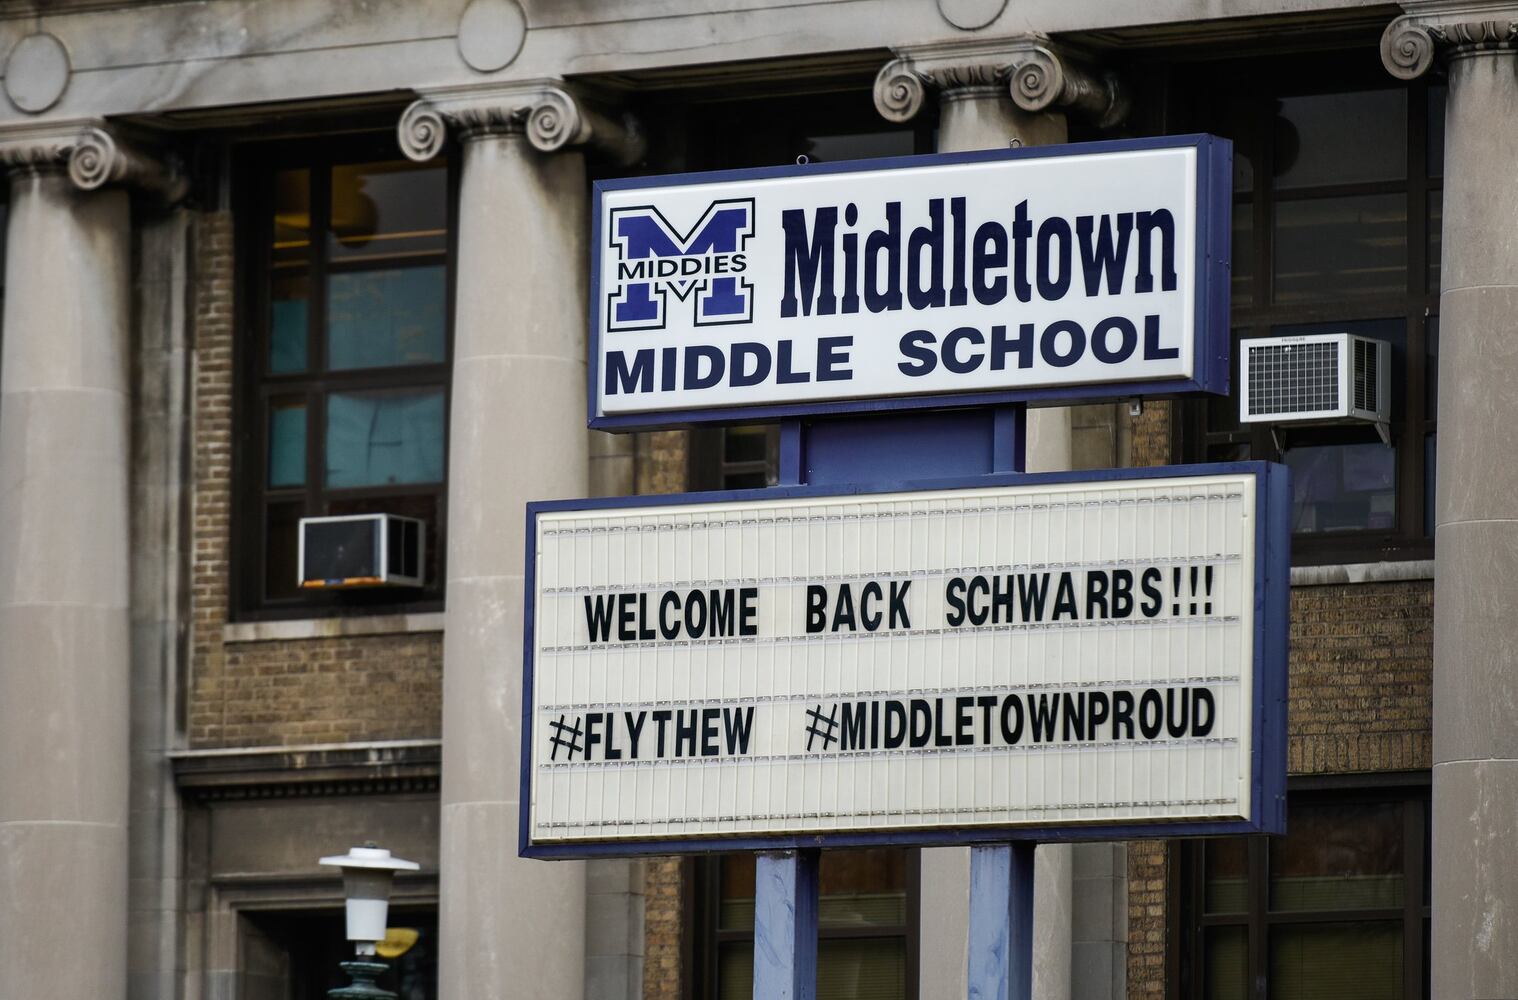 MIDDIES
Middletown
MIDDLE SCHOOL
WELCOME BACK SCHWARBS!!!
#FLYTHEW #MIDDLETOWNPROUD